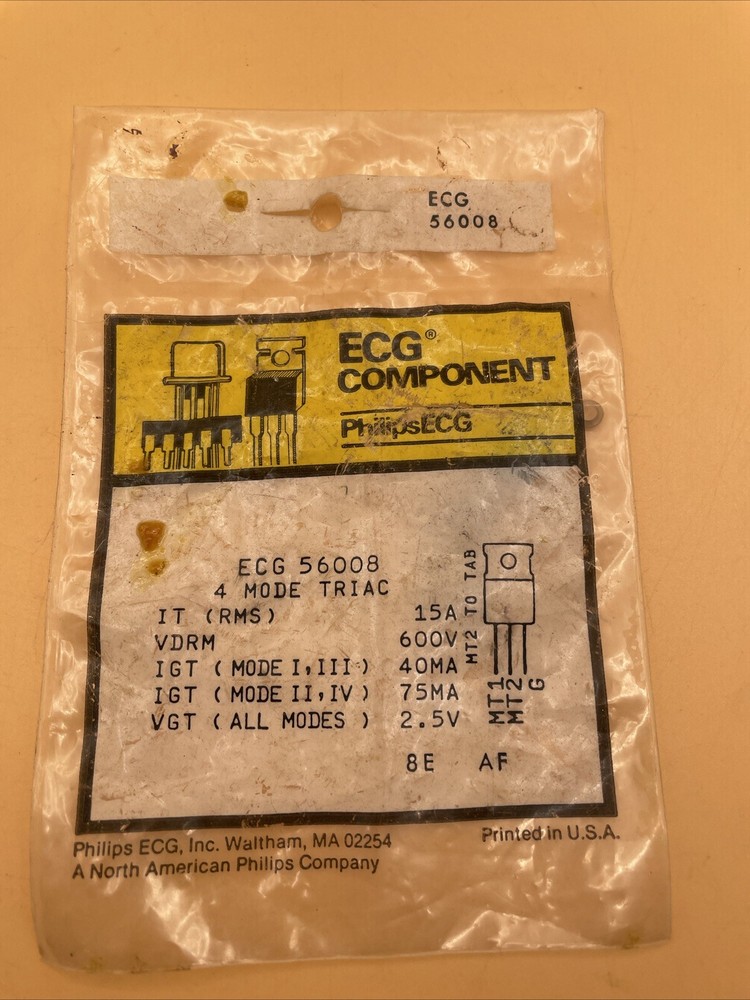 ECG
56008
ECG®
COMPONENT
PhilipsECG
ECG 56008
4 MODE TRIAC
IT (RMS) 15A
VDRM 600V
IGT (MODE I,III) 40MA
IGT (MODE II,IV) 75MA
VGT (ALL MODES) 2.5V
8E AF
MT2 TO TAB
MT1
MT2
G
Philips ECG, Inc. Waltham, MA 02254
A North American Philips Company
Printed in U.S.A.